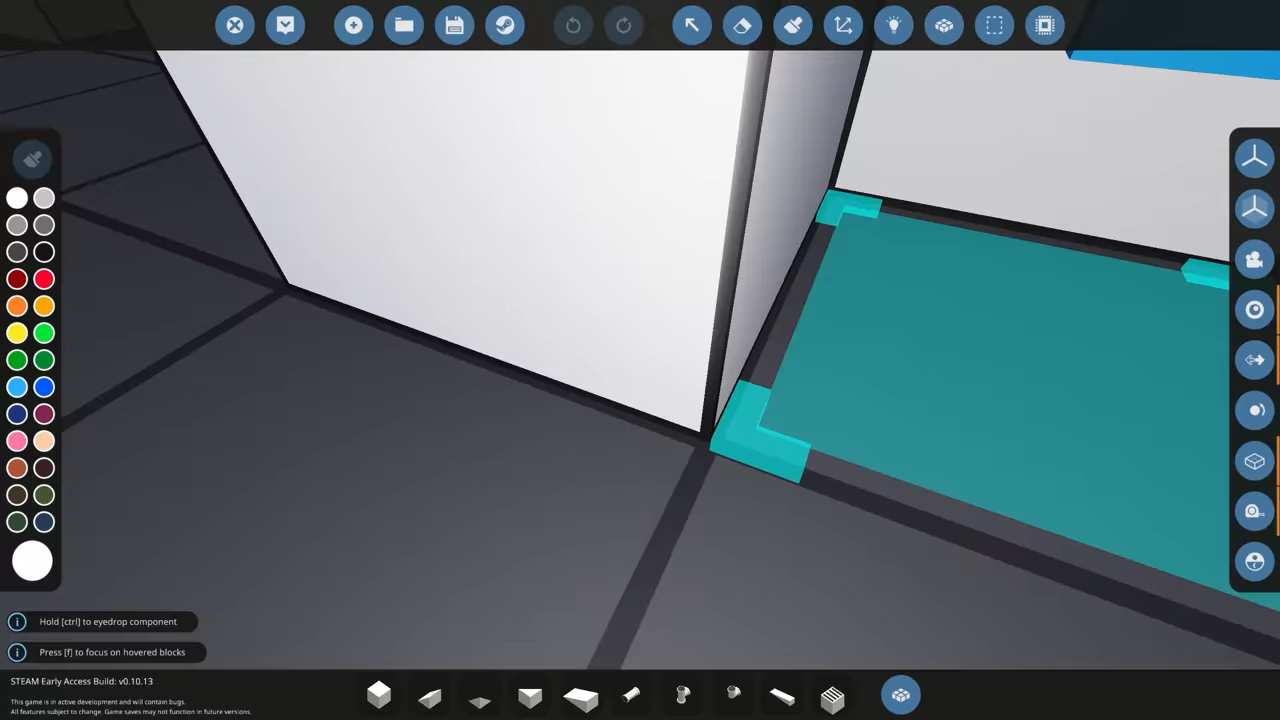 Hold [ctrl] to eyedrop component
Press [f] to focus on hovered blocks
STEAM Early Access Build: v0.10.13
This game is in active development and will contain bugs.
All features subject to change. Game saves may not function in future versions.